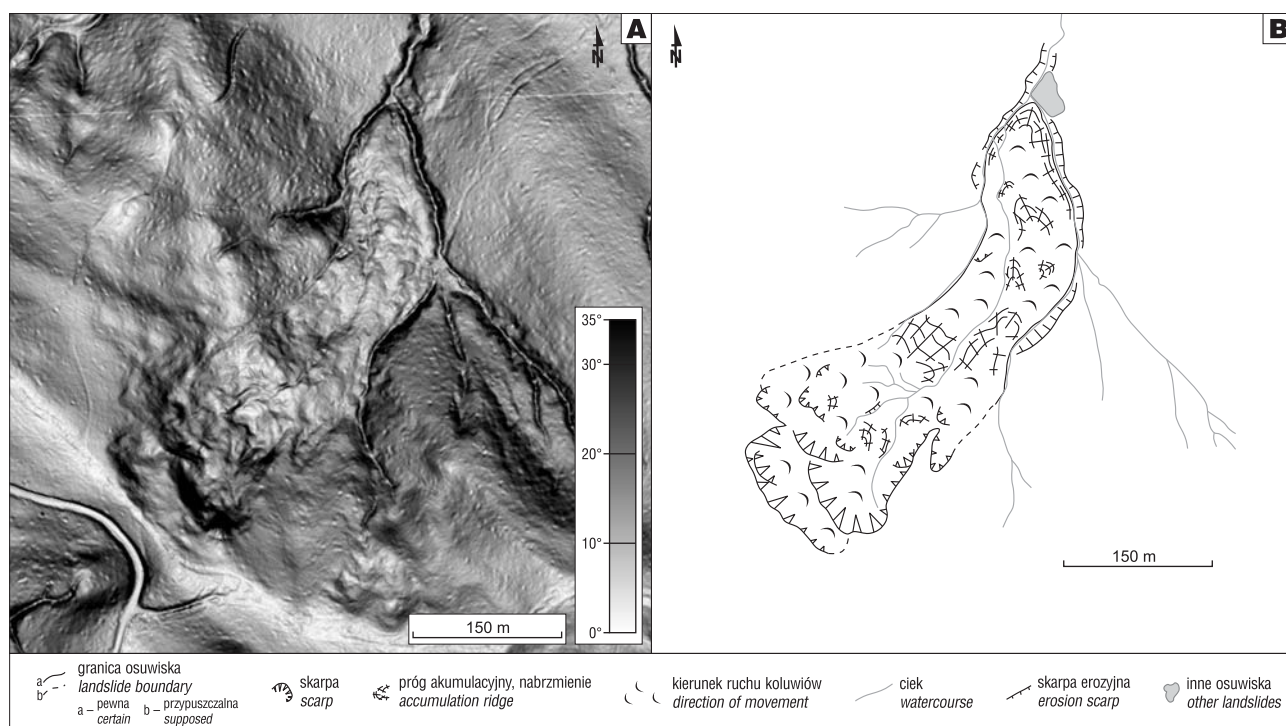 A
N
35°
30°
20°
10°
0°
150 m
B
N
150 m
a
b
granica osuwiska
landslide boundary
a – pewna
certain
b – przypuszczalna
supposed
skarpa
scarp
próg akumulacyjny, nabrzmienie
accumulation ridge
kierunek ruchu koluwiów
direction of movement
ciek
watercourse
skarpa erozyjna
erosion scarp
inne osuwiska
other landslides